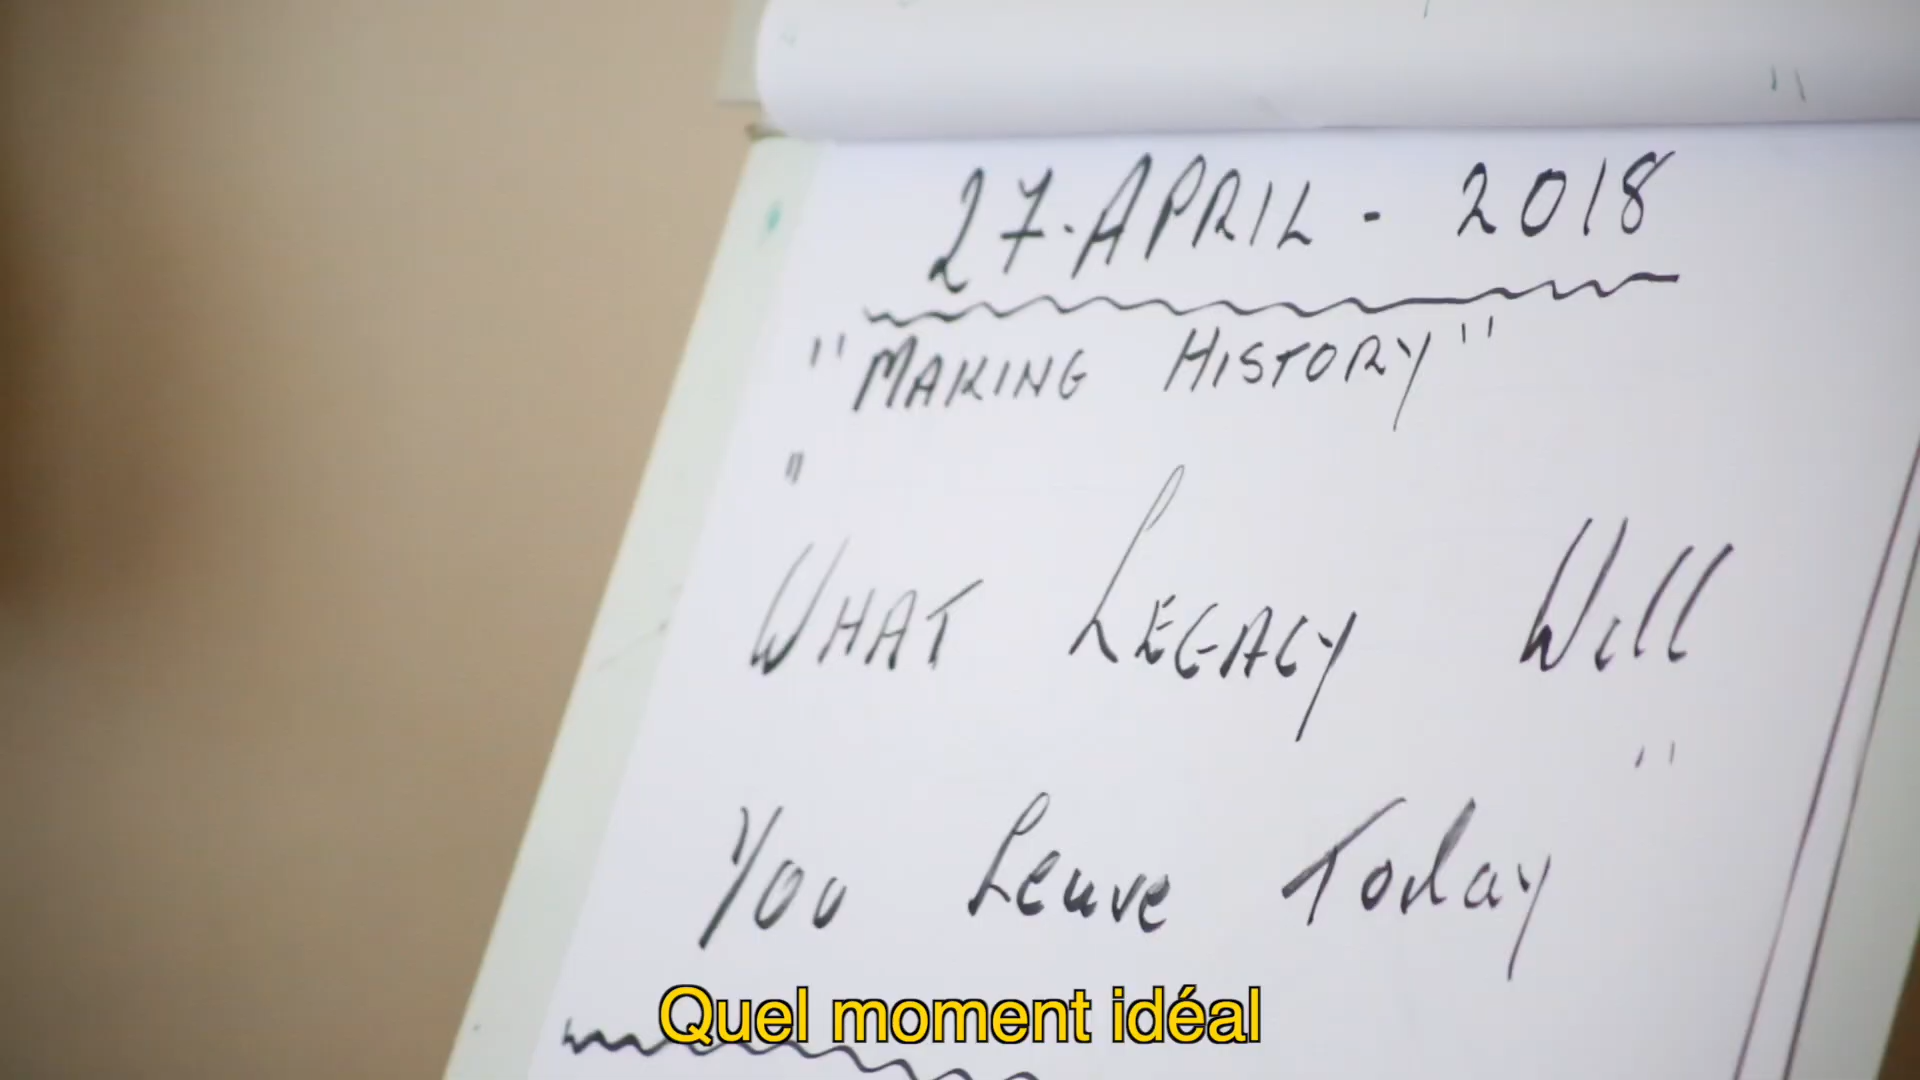 27-APRIL - 2018
"MAKING HISTORY"
"
WHAT LEGACY Will
"
You Leave Today
Quel moment idéal